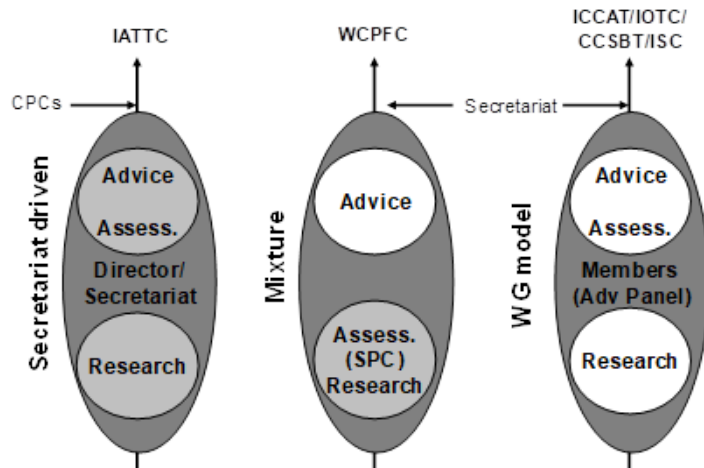 IATTC
CPCs
Secretariat driven
Advice
Assess.
Director/
Secretariat
Research
WCPFC
Secretariat
Mixture
Advice
Assess.
(SPC)
Research
ICCAT/IOTC/
CCSBT/ISC
WG model
Advice
Assess.
Members
(Adv Panel)
Research